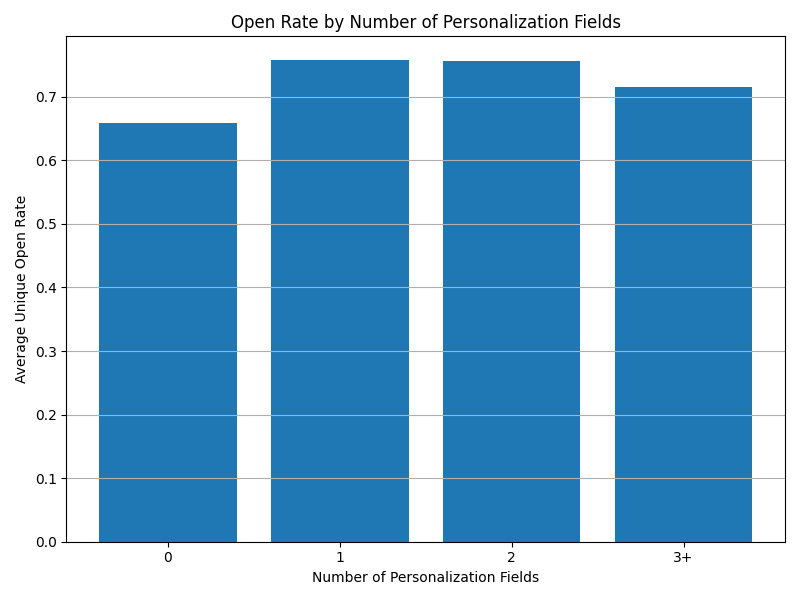 Open Rate by Number of Personalization Fields
Average Unique Open Rate
0.7
0.6
0.5
0.4
0.3
0.2
0.1
0.0
0 1 2 3+
Number of Personalization Fields